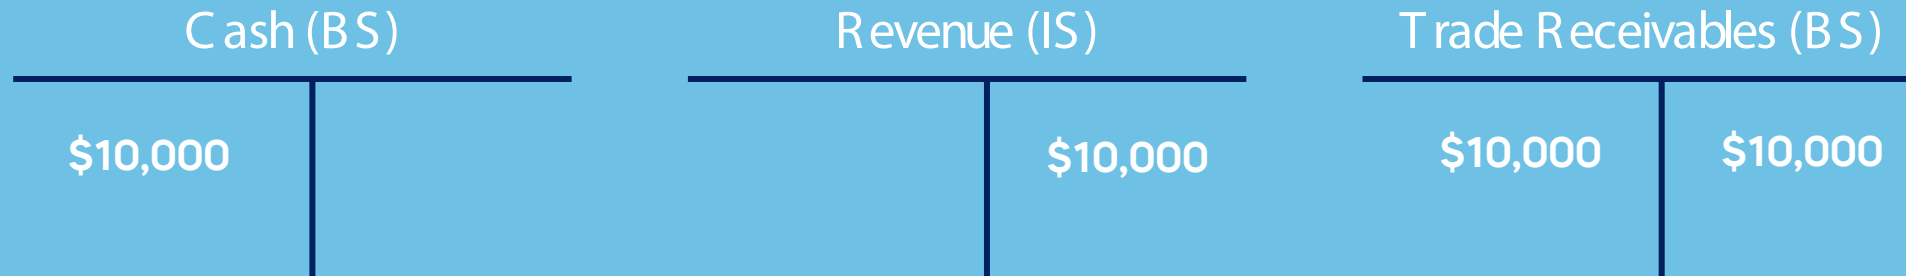 Cash (BS)
Revenue (IS)
Trade Receivables (BS)
$10,000
$10,000
$10,000
$10,000